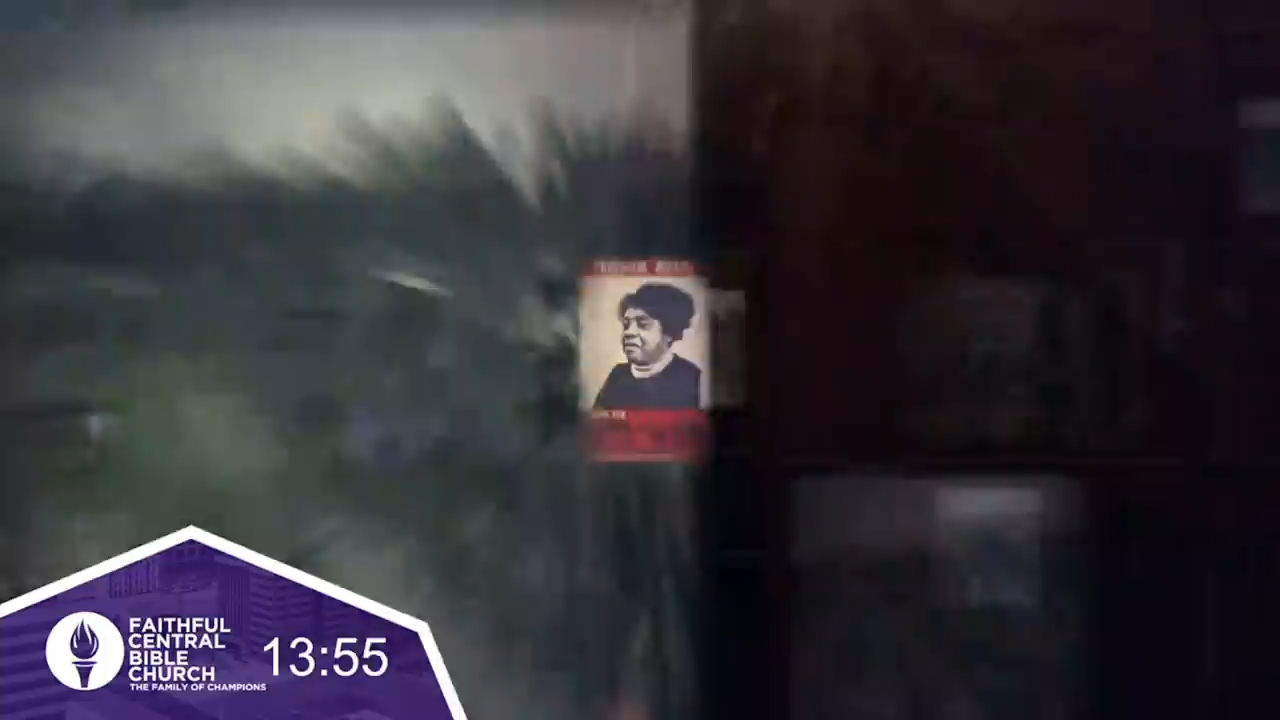 FAITHFUL
CENTRAL
BIBLE
CHURCH
THE FAMILY OF CHAMPIONS
13:55